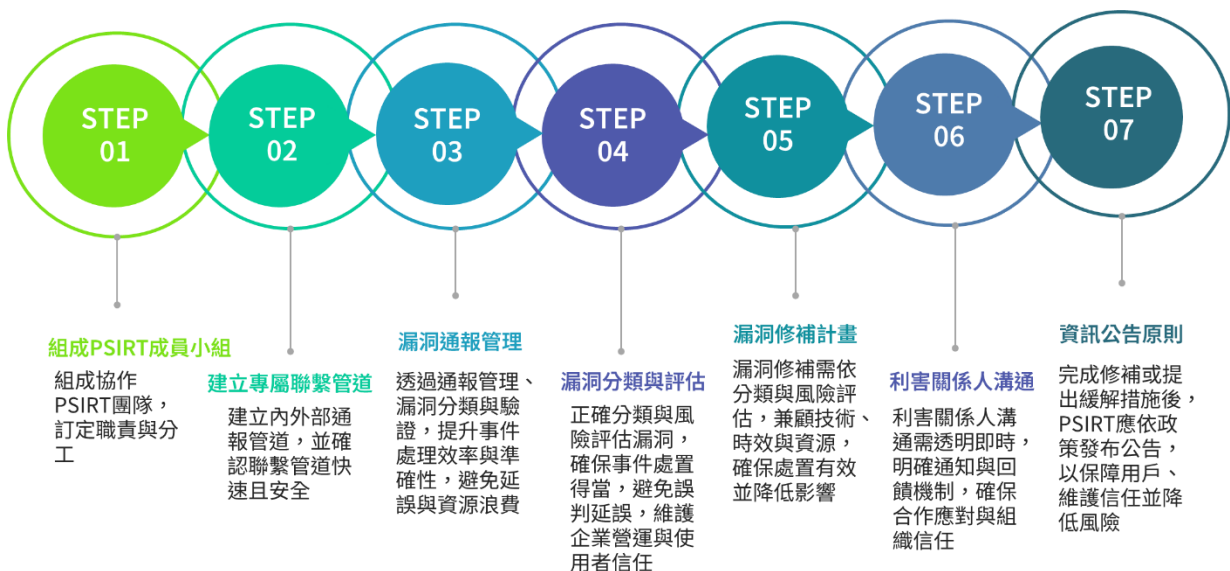 STEP
01
STEP
02
STEP
03
STEP
04
STEP
05
STEP
06
STEP
07
組成PSIRT成員小組
組成協作
PSIRT團隊，
訂定職責與分
工
建立專屬聯繫管道
建立內外部通
報管道，並確
認聯繫管道快
速且安全
漏洞通報管理
透過通報管理、
漏洞分類與驗
證，提升事件
處理效率與準
確性，避免延
誤與資源浪費
漏洞分類與評估
正確分類與風
險評估漏洞，
確保事件處置
得當，避免誤
判延誤，維護
企業營運與使
用者信任
漏洞修補計畫
漏洞修補需依
分類與風險評
估，兼顧技術、
時效與資源，
確保處置有效
並降低影響
利害關係人溝通
利害關係人溝
通需透明即時，
明確通知與回
饋機制，確保
合作應對與組
織信任
資訊公告原則
完成修補或提
出緩解措施後，
PSIRT應依政
策發布公告，
以保障用戶、
維護信任並降
低風險